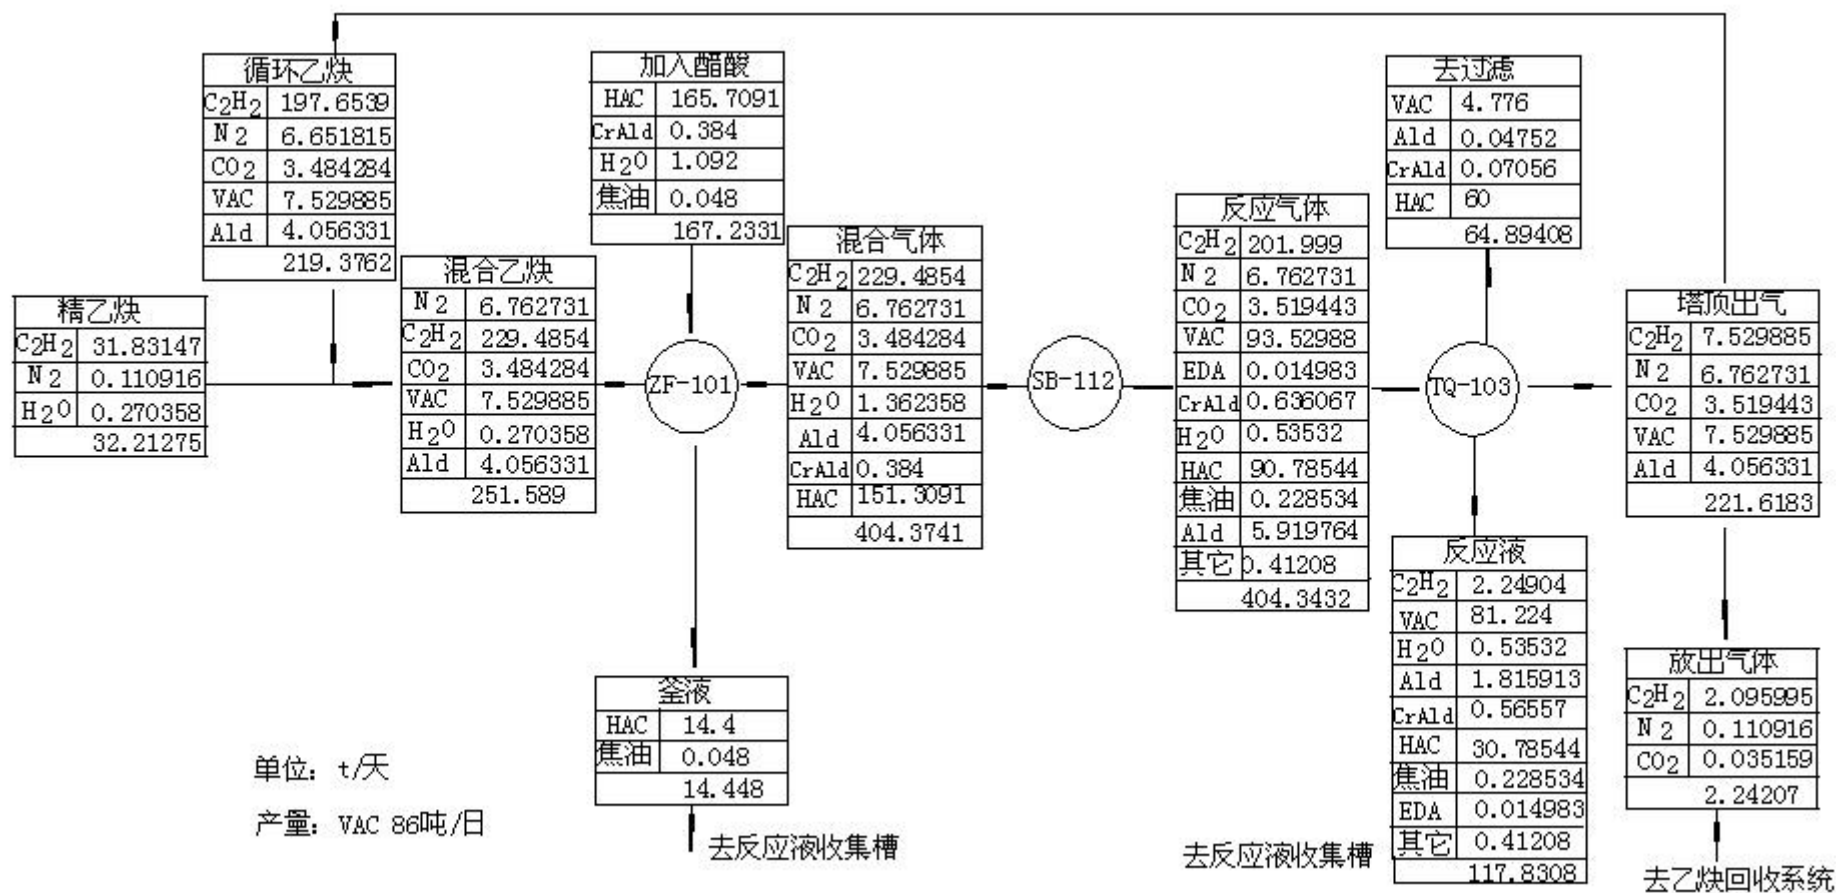 循环乙炔
C2H2 197.6539
N2 6.651815
CO2 3.484284
VAC 7.529885
Ald 4.056331
219.3762
加入醋酸
HAC 165.7091
CrAld 0.384
H2O 1.092
焦油 0.048
167.2331
去过滤
VAC 4.776
Ald 0.04752
CrAld 0.07056
HAC 60
64.89408
精乙炔
C2H2 31.83147
N2 0.110916
H2O 0.270358
32.21275
混合乙炔
N2 6.762731
C2H2 229.4854
CO2 3.484284
VAC 7.529885
H2O 0.270358
Ald 4.056331
251.589
ZF-101
混合气体
C2H2 229.4854
N2 6.762731
CO2 3.484284
VAC 7.529885
H2O 1.362358
Ald 4.056331
CrAld 0.384
HAC 151.3091
404.3741
SB-112
反应气体
C2H2 201.999
N2 6.762731
CO2 3.519443
VAC 93.52988
EDA 0.014983
CrAld 0.636067
H2O 0.53532
HAC 90.78544
焦油 0.228534
Ald 5.919764
其它 0.41208
404.3432
TQ-103
塔顶出气
C2H2 7.529885
N2 6.762731
CO2 3.519443
VAC 7.529885
Ald 4.056331
221.6183
釜液
HAC 14.4
焦油 0.048
14.448
去反应液收集槽
反应液
C2H2 2.24904
VAC 81.224
H2O 0.53532
Ald 1.815913
CrAld 0.56557
HAC 30.78544
焦油 0.228534
EDA 0.014983
其它 0.41208
117.8308
去反应液收集槽
放出气体
C2H2 2.095995
N2 0.110916
CO2 0.035159
2.24207
去乙炔回收系统
单位：t/天
产量：VAC 86吨/日